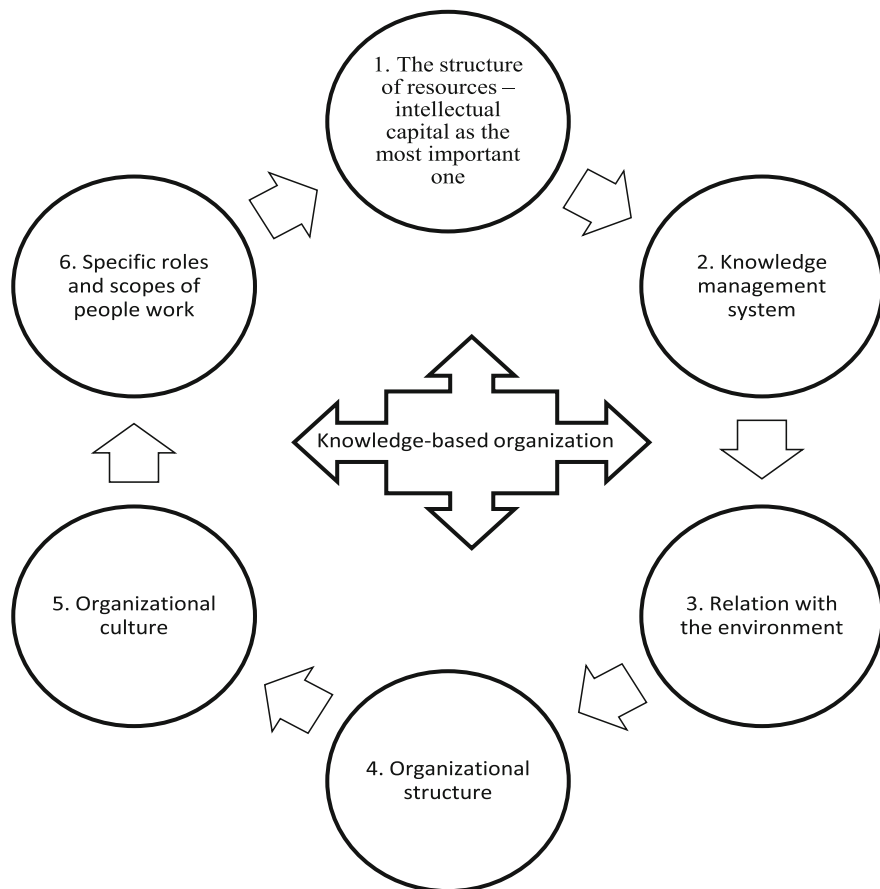 1. The structure
of resources –
intellectual
capital as the
most important
one
2. Knowledge
management
system
3. Relation with
the environment
4. Organizational
structure
5. Organizational
culture
6. Specific roles
and scopes of
people work
Knowledge-based organization